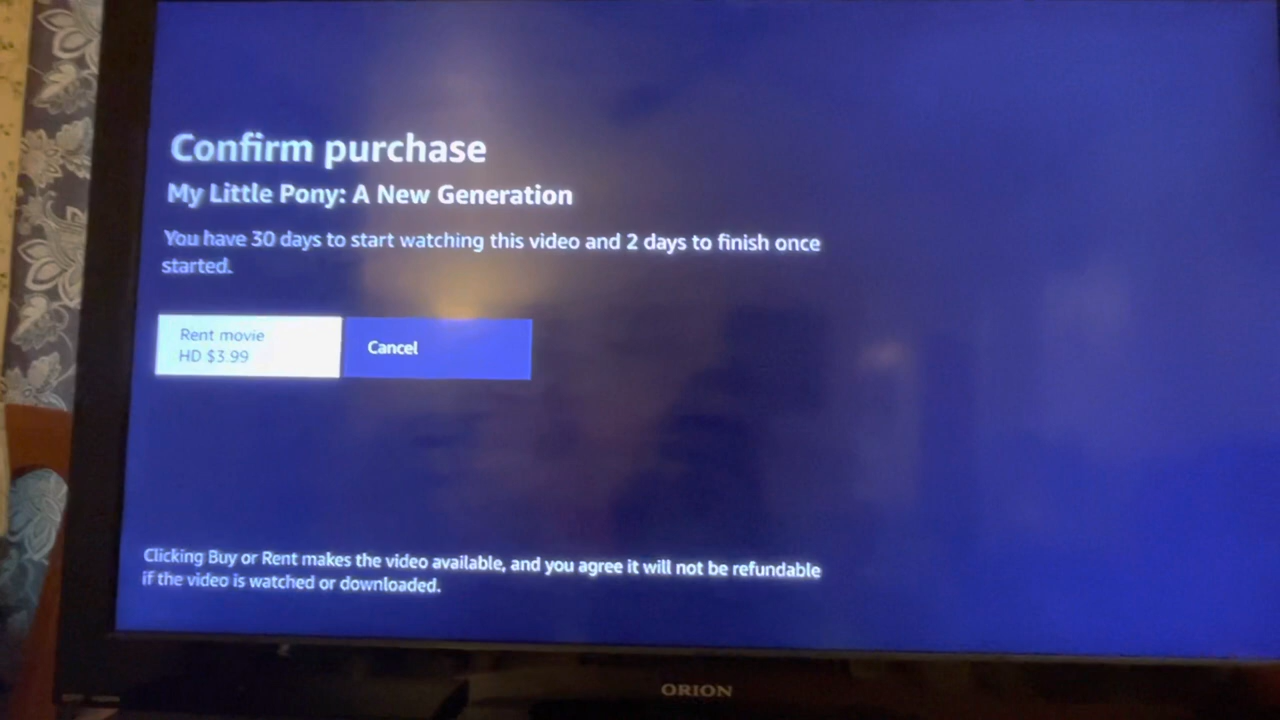 Confirm purchase
My Little Pony: A New Generation
You have 30 days to start watching this video and 2 days to finish once
started.
Rent movie
HD $3.99
Cancel
Clicking Buy or Rent makes the video available, and you agree it will not be refundable
if the video is watched or downloaded.
ORION